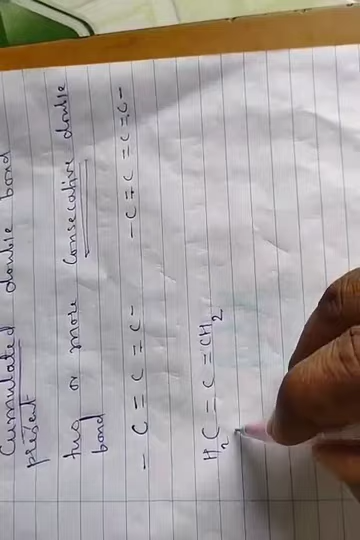 Cumulated double bond
present
two or more consecutive double
bond
- C = C = C -   - C = C = C = C -
H2C = C = CH2